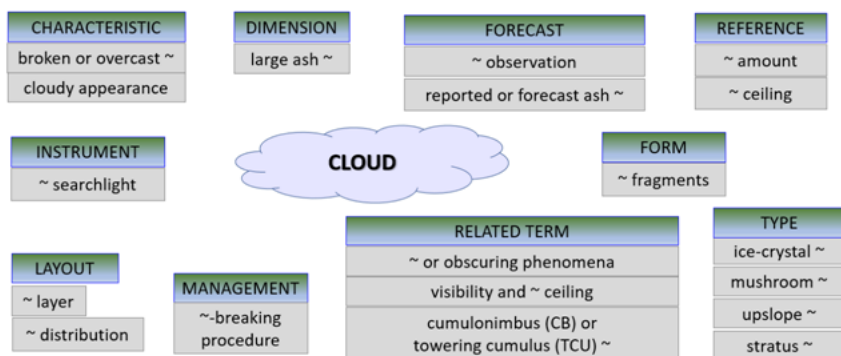 CHARACTERISTIC
broken or overcast ~
cloudy appearance
DIMENSION
large ash ~
FORECAST
~ observation
reported or forecast ash ~
REFERENCE
~ amount
~ ceiling
INSTRUMENT
~ searchlight
CLOUD
FORM
~ fragments
LAYOUT
~ layer
~ distribution
MANAGEMENT
~-breaking
procedure
RELATED TERM
~ or obscuring phenomena
visibility and ~ ceiling
cumulonimbus (CB) or
towering cumulus (TCU) ~
TYPE
ice-crystal ~
mushroom ~
upslope ~
stratus ~